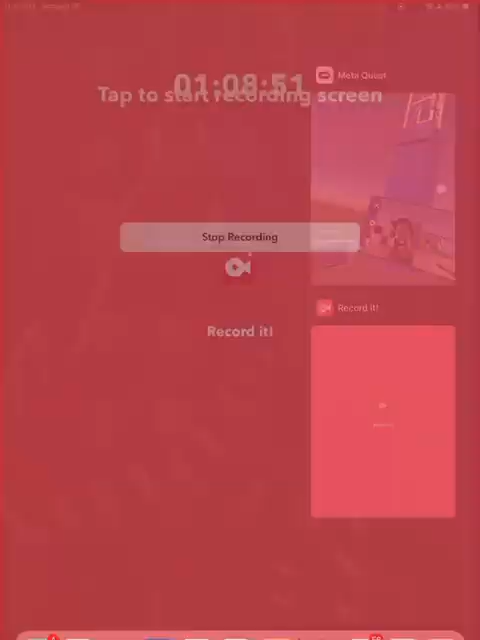 Meta Quest
01:08:51
Tap to start recording screen
Stop Recording
Record it!
Record it!